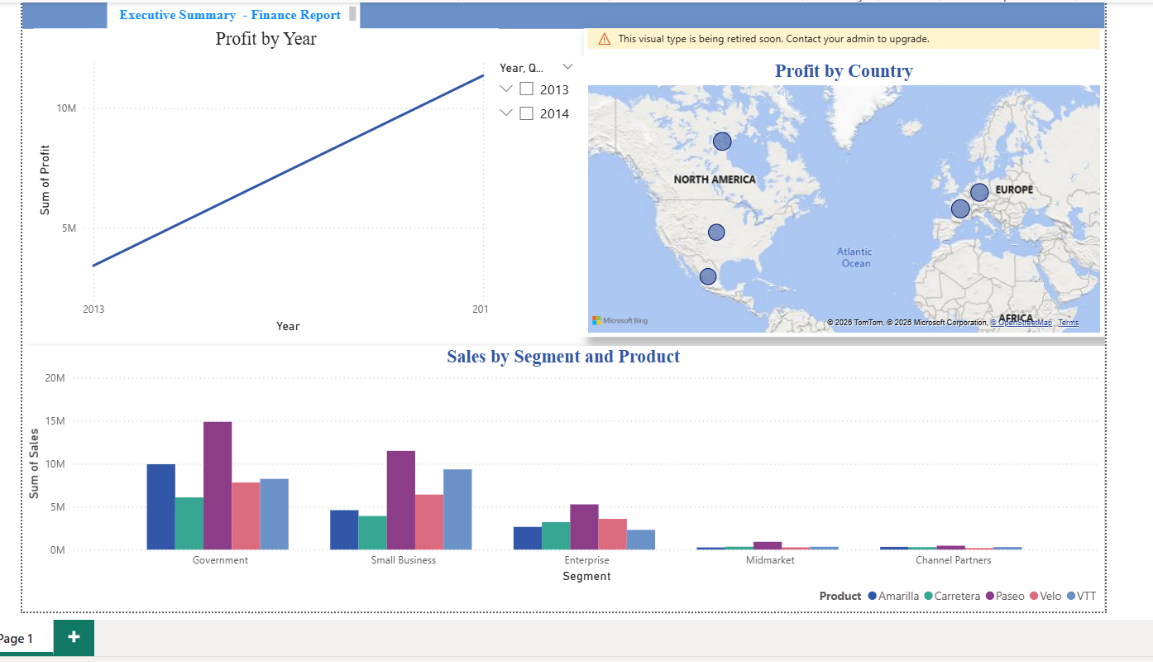 Executive Summary - Finance Report
Profit by Year
Sum of Profit
10M
5M
2013
201
Year
Year, Q...
2013
2014
This visual type is being retired soon. Contact your admin to upgrade.
Profit by Country
NORTH AMERICA
EUROPE
Atlantic
Ocean
AFRICA
Microsoft Bing
© 2026 TomTom, © 2026 Microsoft Corporation, © OpenStreetMap Terms
Sales by Segment and Product
Sum of Sales
20M
15M
10M
5M
0M
Government
Small Business
Enterprise
Midmarket
Channel Partners
Segment
Product Amarilla Carretera Paseo Velo VTT
Page 1
+